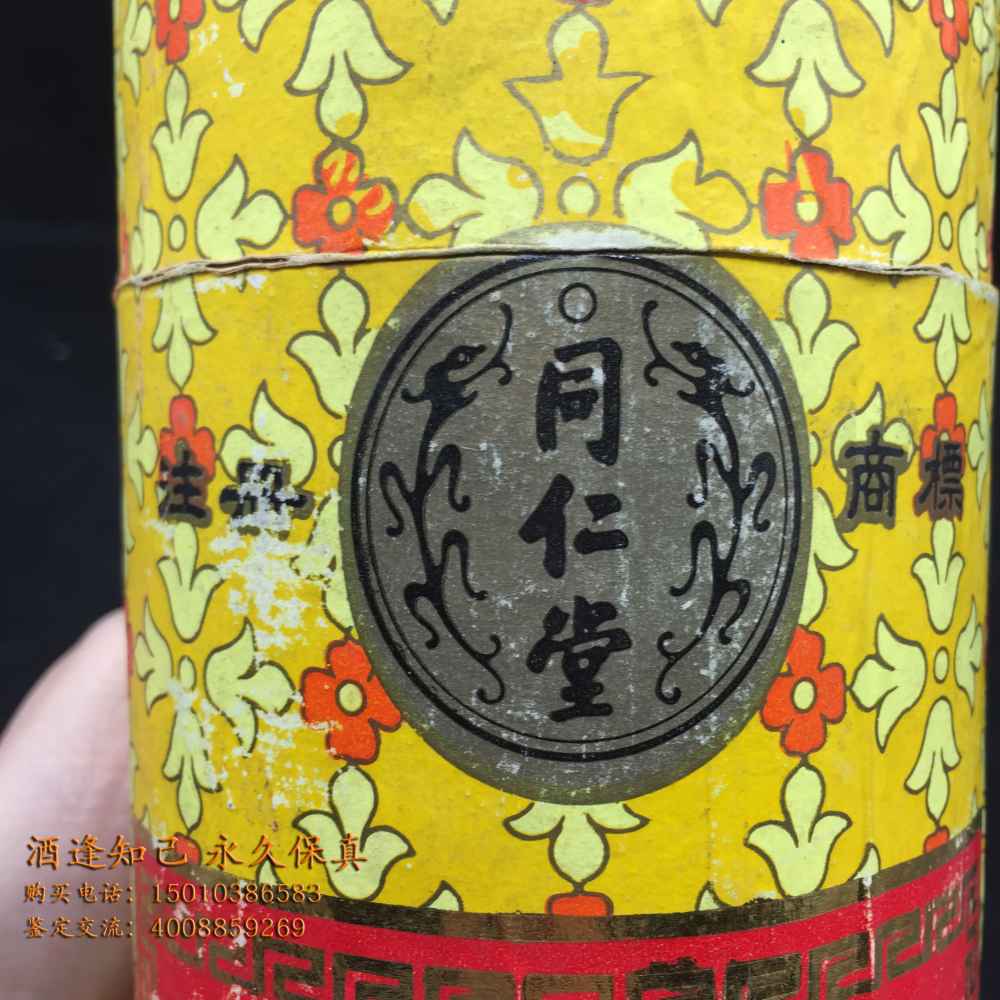 同仁堂
注册 商標
酒逢知己 永久保真
购买电话：15010386583
鉴定交流：4008859269